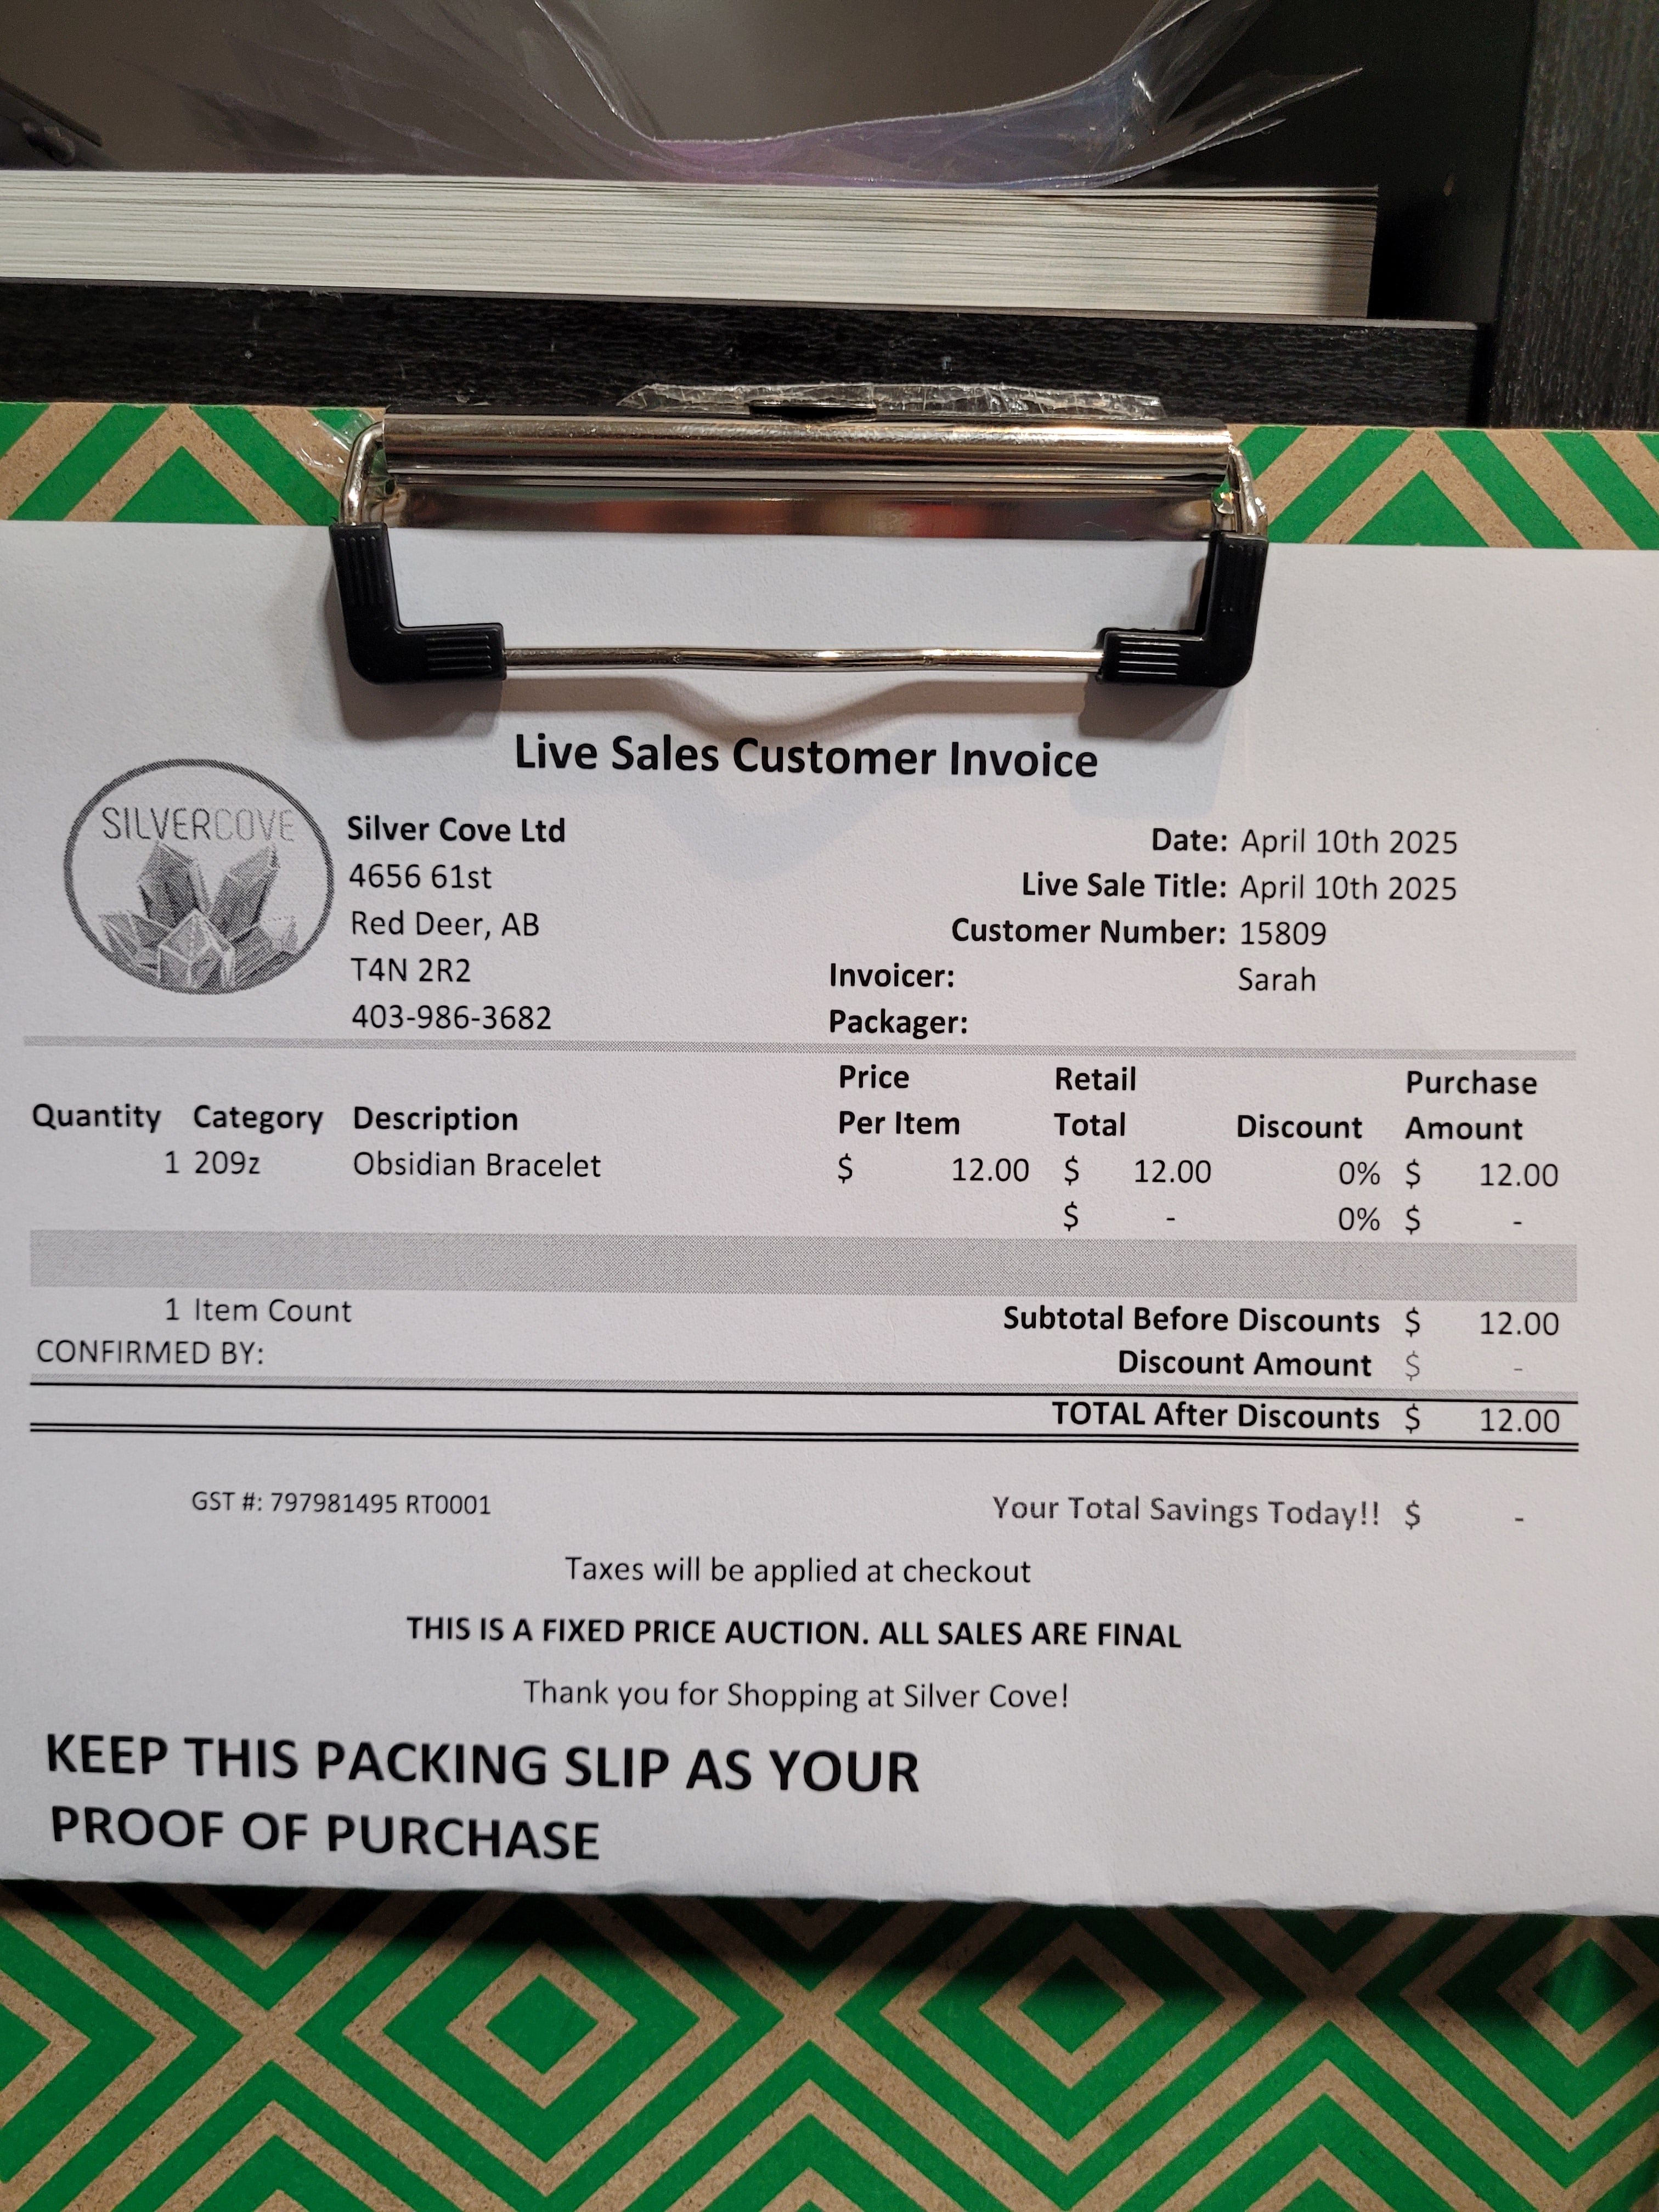 Live Sales Customer Invoice
SILVERCOVE
Silver Cove Ltd
4656 61st
Red Deer, AB
T4N 2R2
403-986-3682
Date: April 10th 2025
Live Sale Title: April 10th 2025
Customer Number: 15809
Invoicer: Sarah
Packager:
Quantity Category Description Price Per Item Retail Total Discount Purchase Amount
1 209z Obsidian Bracelet $ 12.00 $ 12.00 0% $ 12.00
$ - 0% $ -
1 Item Count
CONFIRMED BY:
Subtotal Before Discounts $ 12.00
Discount Amount $ -
TOTAL After Discounts $ 12.00
GST #: 797981495 RT0001
Your Total Savings Today!! $ -
Taxes will be applied at checkout
THIS IS A FIXED PRICE AUCTION. ALL SALES ARE FINAL
Thank you for Shopping at Silver Cove!
KEEP THIS PACKING SLIP AS YOUR
PROOF OF PURCHASE